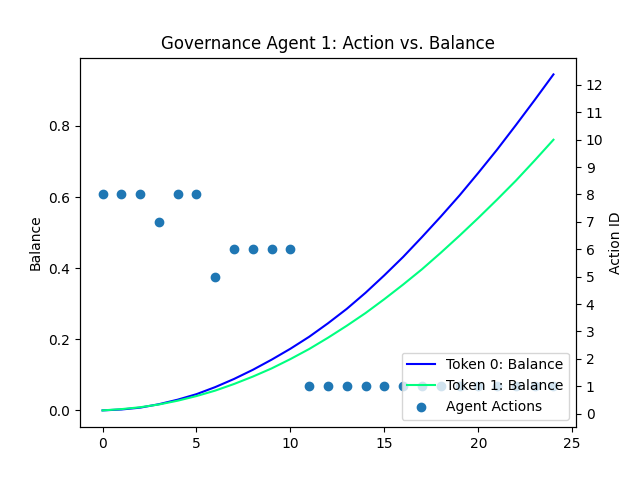 Governance Agent 1: Action vs. Balance
Balance
0.8
0.6
0.4
0.2
0.0
12
11
10
9
8
7
6
5
4
3
2
1
0
Action ID
Token 0: Balance
Token 1: Balance
Agent Actions
0 5 10 15 20 25